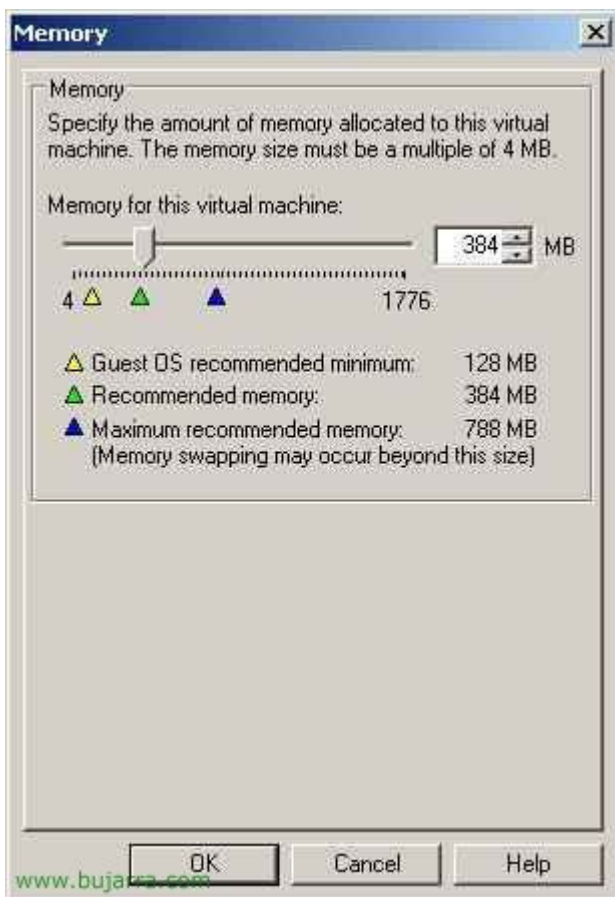 Memory
Memory
Specify the amount of memory allocated to this virtual
machine. The memory size must be a multiple of 4 MB.
Memory for this virtual machine:
384 MB
4 1776
Guest OS recommended minimum: 128 MB
Recommended memory: 384 MB
Maximum recommended memory: 788 MB
(Memory swapping may occur beyond this size)
OK Cancel Help
www.bujarra.com